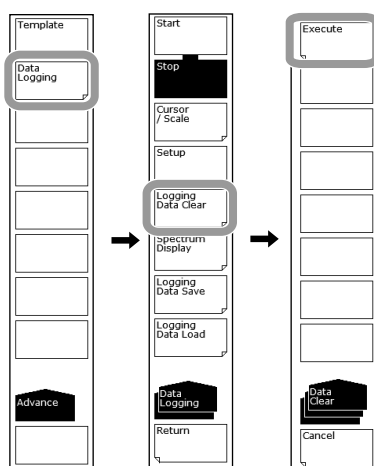 Template
Data
Logging
Advance
Start
Stop
Cursor
/ Scale
Setup
Logging
Data Clear
Spectrum
Display
Logging
Data Save
Logging
Data Load
Data
Logging
Return
Execute
Data
Clear
Cancel